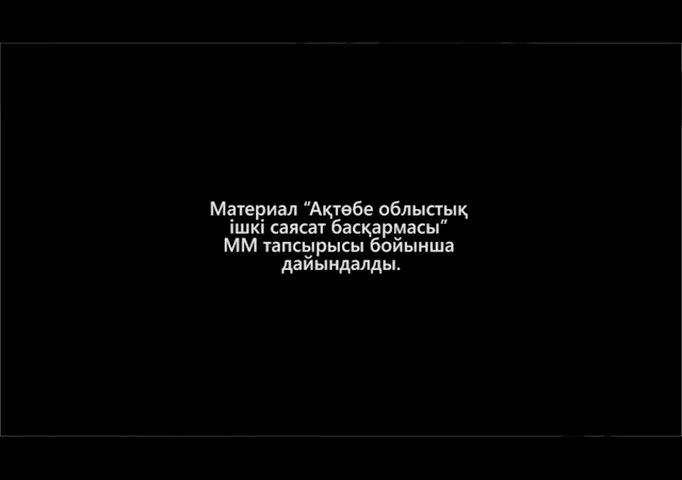 Материал “Ақтөбе облыстық
ішкі саясат басқармасы”
ММ тапсырысы бойынша
дайындалды.